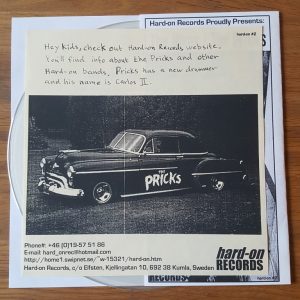 Hard-on Records Proudly Presents:
hardon #2
Hey kids, check out Hard-on Records website.
You'll find info about the Pricks and other
Hard-on bands. Pricks has a new drummer
and his name is Carlos II.
THE
PRICKS
Phone#: +46 (0)19-57 51 86
E-mail: hard_onrec@hotmail.com
http://home1.swipnet.se/~w-15321/hard-on.htm
Hard-on Records, c/o Elfsten, Kjellingatan 10, 692 38 Kumla, Sweden
hard-on
RECORDS